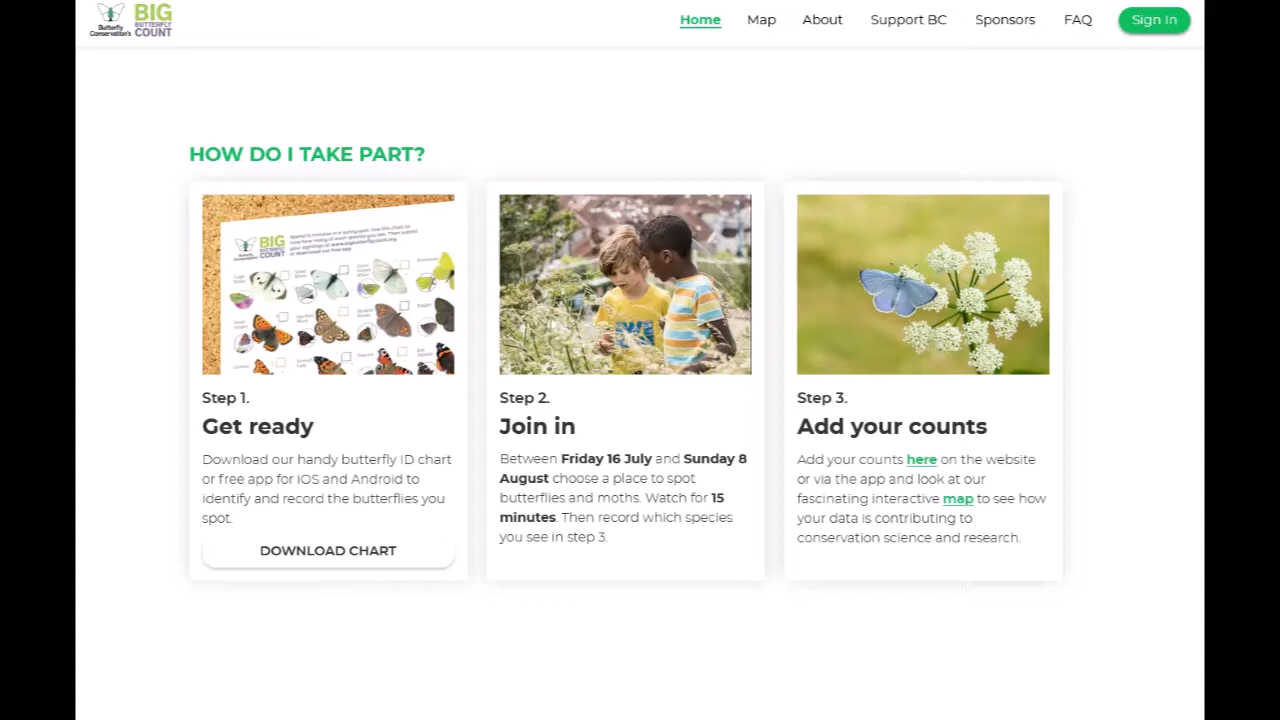 Butterfly
Conservation's
BIG
BUTTERFLY
COUNT
Home
Map
About
Support BC
Sponsors
FAQ
Sign In
HOW DO I TAKE PART?
BIG
BUTTERFLY
COUNT
Step 1.
Get ready
Download our handy butterfly ID chart
or free app for iOS and Android to
identify and record the butterflies you
spot.
DOWNLOAD CHART
Step 2.
Join in
Between Friday 16 July and Sunday 8
August choose a place to spot
butterflies and moths. Watch for 15
minutes. Then record which species
you see in step 3.
Step 3.
Add your counts
Add your counts here on the website
or via the app and look at our
fascinating interactive map to see how
your data is contributing to
conservation science and research.